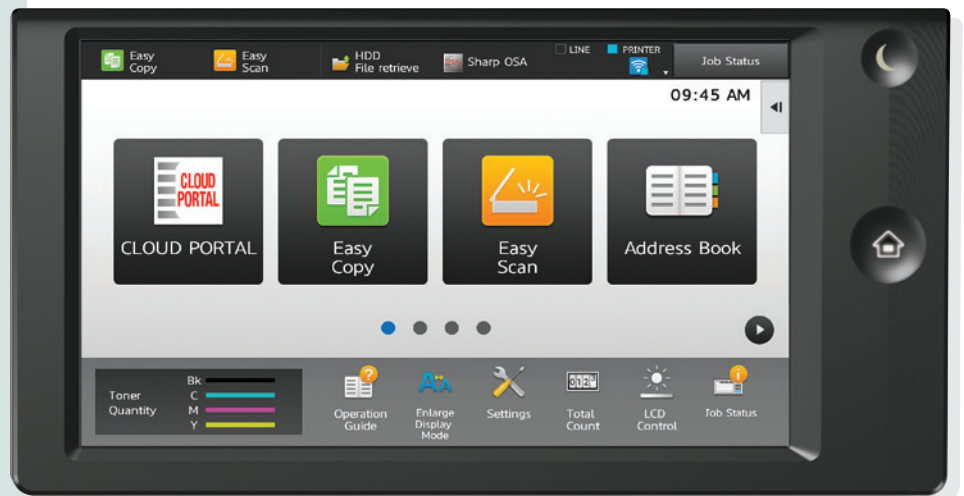 Easy
Copy
Easy
Scan
HDD
File retrieve
Sharp OSA
LINE
PRINTER
Job Status
09:45 AM
CLOUD
PORTAL
CLOUD PORTAL
Easy
Copy
Easy
Scan
Address Book
Toner
Quantity
Bk
C
M
Y
Operation
Guide
Enlarge
Display
Mode
Settings
Total
Count
LCD
Control
Job Status